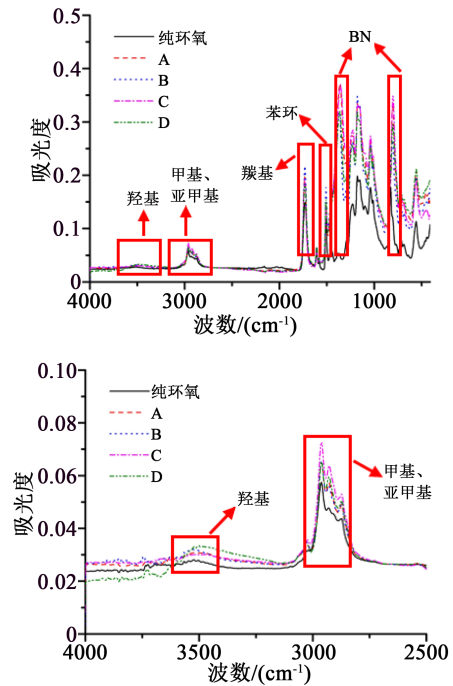 0.5
0.4
0.3
0.2
0.1
0
吸光度
纯环氧
A
B
C
D
BN
苯环
羰基
羟基
甲基、
亚甲基
4000 3000 2000 1000
波数/(cm⁻¹)
0.10
0.08
0.06
0.04
0.02
0
吸光度
纯环氧
A
B
C
D
羟基
甲基、
亚甲基
4000 3500 3000 2500
波数/(cm⁻¹)